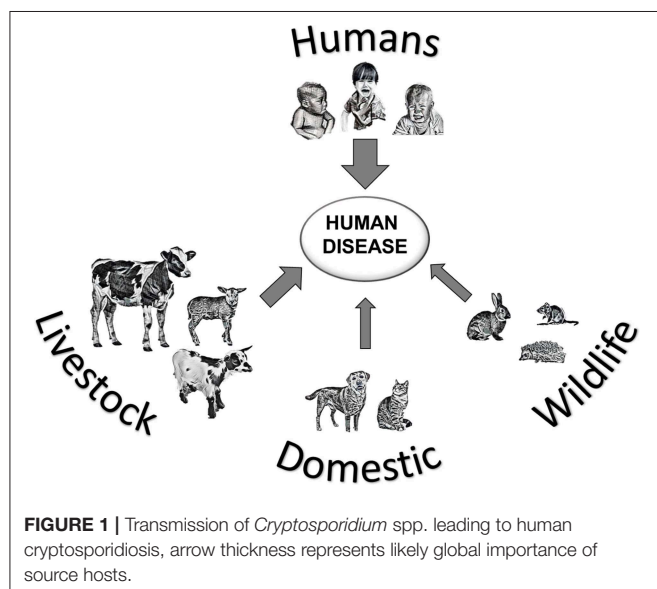 Humans
HUMAN
DISEASE
Livestock
Domestic
Wildlife
FIGURE 1 | Transmission of Cryptosporidium spp. leading to human
cryptosporidiosis, arrow thickness represents likely global importance of
source hosts.